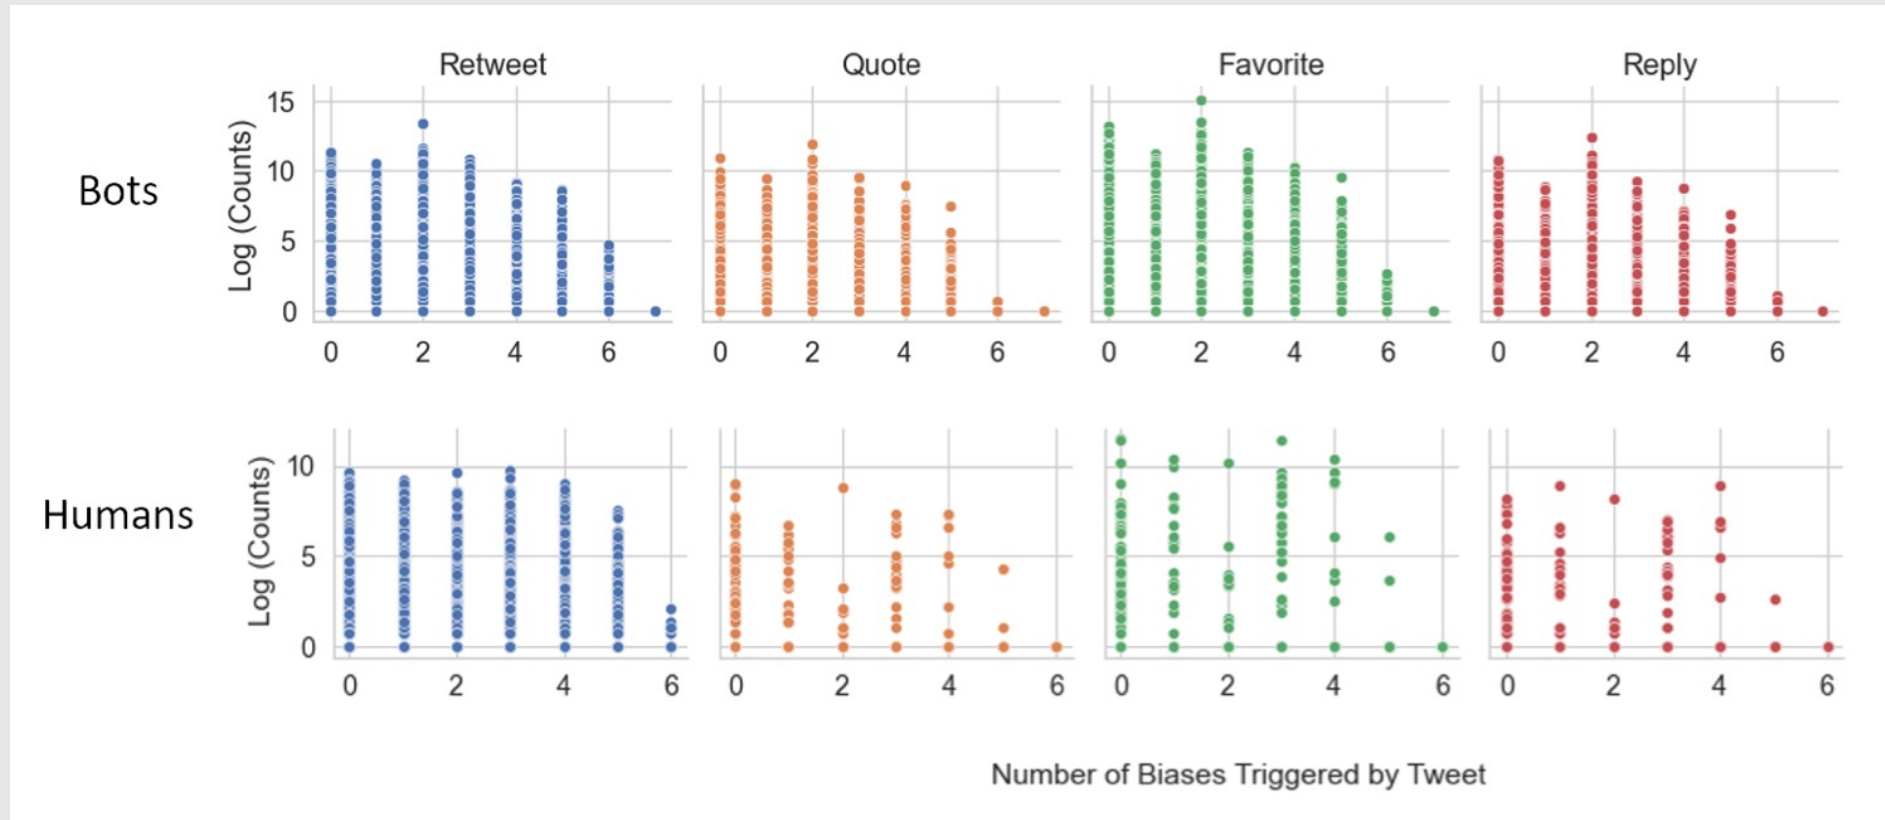 Retweet Quote Favorite Reply
Bots
Log (Counts)
15
10
5
0
0 2 4 6 0 2 4 6 0 2 4 6 0 2 4 6
Humans
Log (Counts)
10
5
0
0 2 4 6 0 2 4 6 0 2 4 6 0 2 4 6
Number of Biases Triggered by Tweet